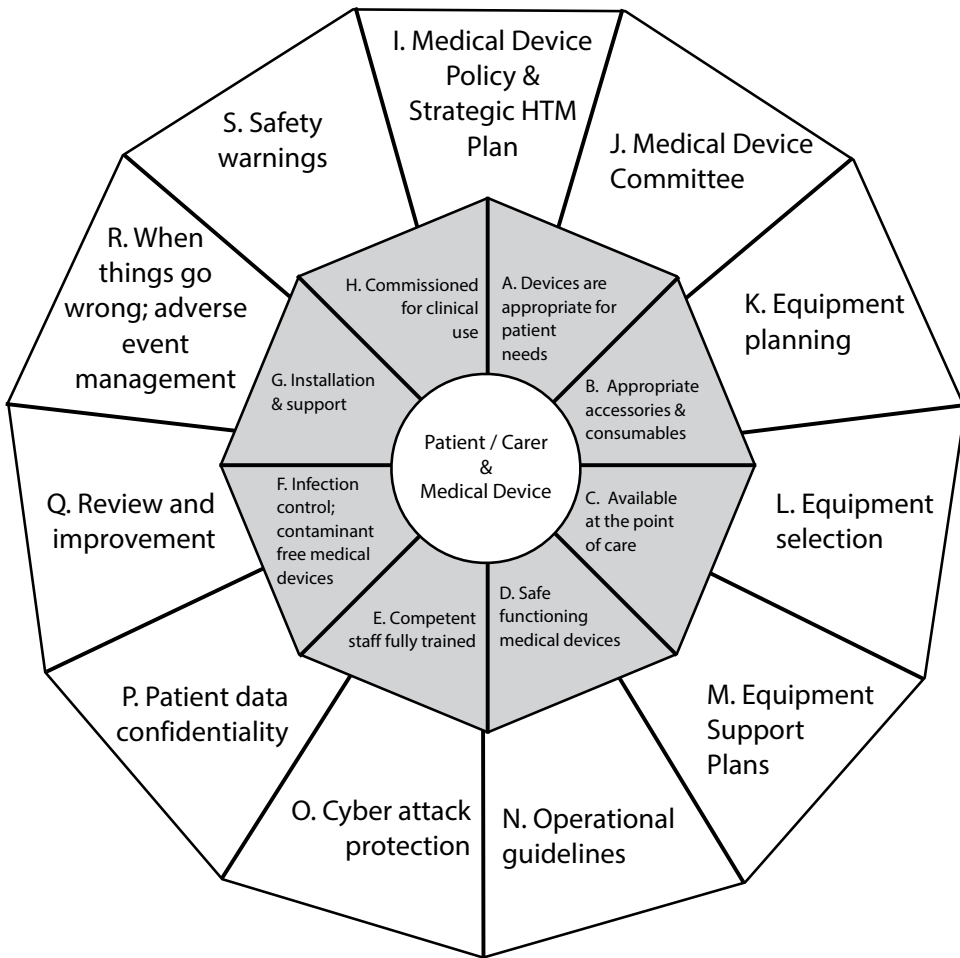 I. Medical Device
Policy &
Strategic HTM
Plan
J. Medical Device
Committee
K. Equipment
planning
L. Equipment
selection
M. Equipment
Support
Plans
N. Operational
guidelines
O. Cyber attack
protection
P. Patient data
confidentiality
Q. Review and
improvement
R. When
things go
wrong; adverse
event
management
S. Safety
warnings
A. Devices are
appropriate for
patient
needs
B. Appropriate
accessories &
consumables
C. Available
at the point
of care
D. Safe
functioning
medical devices
E. Competent
staff fully trained
F. Infection
control;
contaminant
free medical
devices
G. Installation
& support
H. Commissioned
for clinical
use
Patient / Carer
&
Medical Device